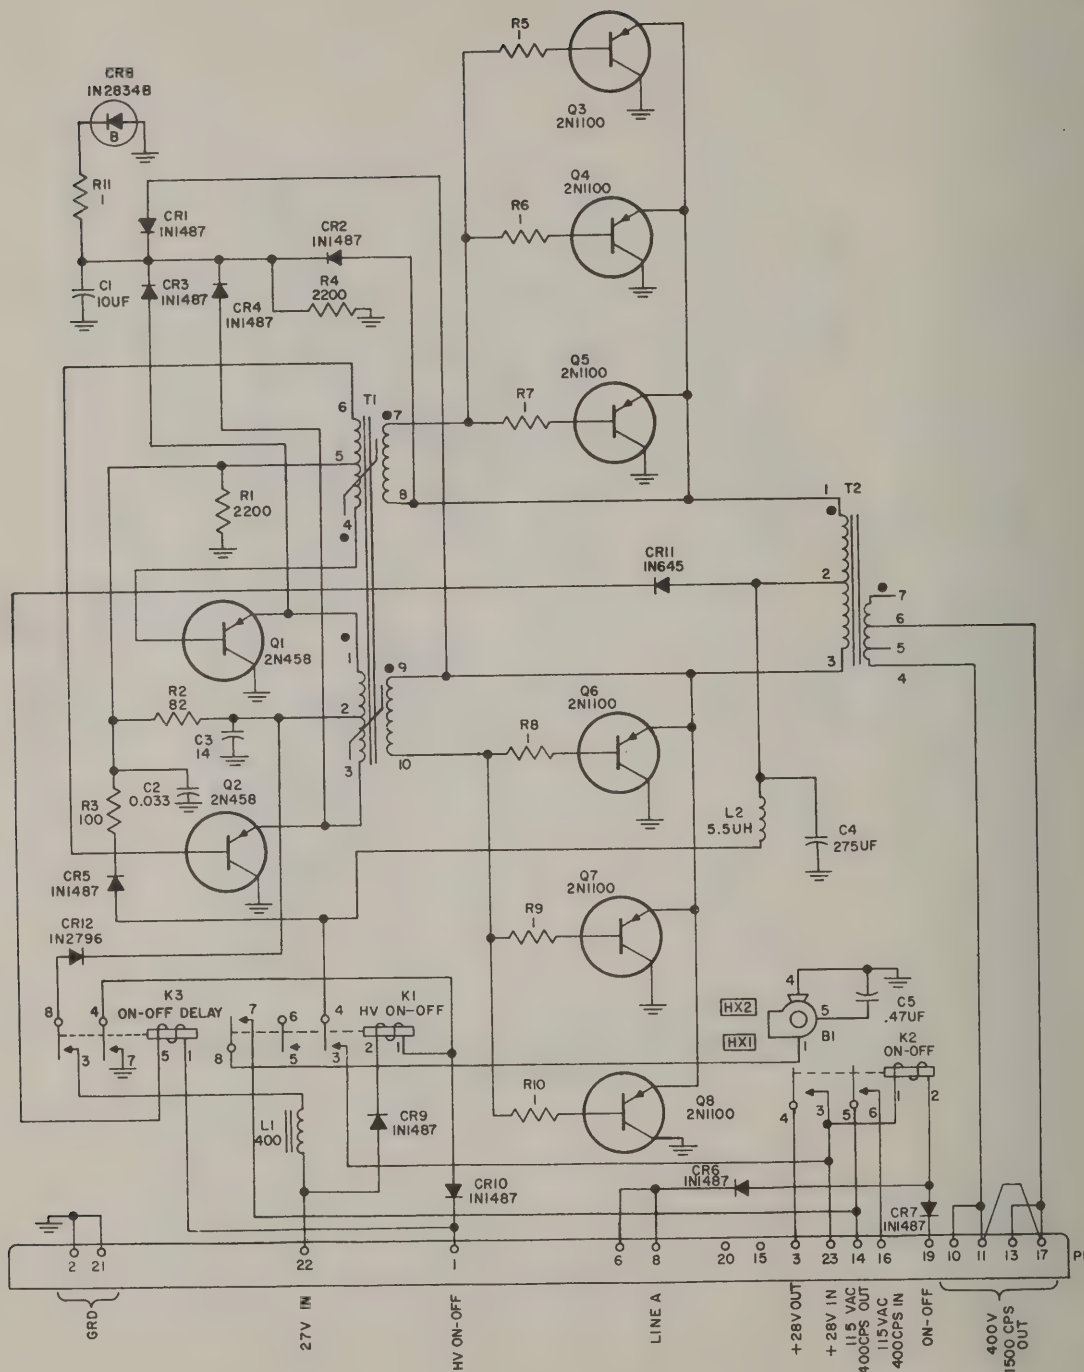 R5
1
Q3
2N1100
CR8
1N2834B
B
R11
1
CR1
1N1487
CR2
1N1487
R6
1
Q4
2N1100
C1
10UF
CR3
1N1487
CR4
1N1487
R4
2200
Q5
2N1100
R7
1
T1
6
7
5
8
4
R1
2200
1
T2
2
3
7
6
5
4
CR11
1N645
Q1
2N458
1
2
3
9
10
R2
82
C3
14
Q6
2N1100
R8
1
R3
100
C2
0.033
Q2
2N458
L2
5.5UH
C4
275UF
CR5
1N1487
CR12
1N2796
Q7
2N1100
R9
1
K3
ON-OFF DELAY
8
4
3
7
5
1
K1
HV ON-OFF
7
6
4
8
5
3
2
1
HX2
HX1
4
5
1
B1
C5
.47UF
K2
ON-OFF
4
3
5
6
1
2
L1
400
CR9
1N1487
R10
1
Q8
2N1100
CR10
1N1487
CR6
1N1487
CR7
1N1487
2
21
22
1
6
8
20
15
3
23
14
16
19
10
11
13
17
GRD
27V IN
HV ON-OFF
LINE A
+28V OUT
+28V IN
115 VAC
400CPS OUT
115VAC
400CPS IN
ON-OFF
400V
1500 CPS
OUT